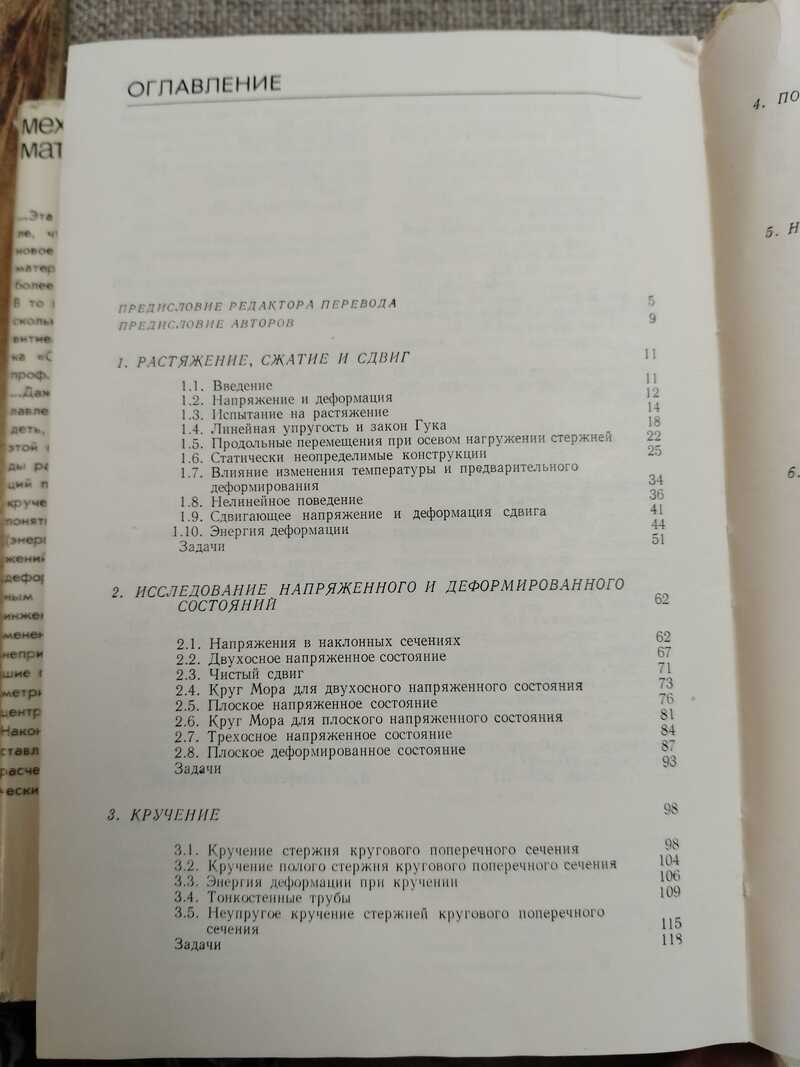 ОГЛАВЛЕНИЕ
ПРЕДИСЛОВИЕ РЕДАКТОРА ПЕРЕВОДА 5
ПРЕДИСЛОВИЕ АВТОРОВ 9
1. РАСТЯЖЕНИЕ, СЖАТИЕ И СДВИГ 11
1.1. Введение 11
1.2. Напряжение и деформация 12
1.3. Испытание на растяжение 14
1.4. Линейная упругость и закон Гука 18
1.5. Продольные перемещения при осевом нагружении стержней 22
1.6. Статически неопределимые конструкции 25
1.7. Влияние изменения температуры и предварительного
деформирования 34
1.8. Нелинейное поведение 36
1.9. Сдвигающее напряжение и деформация сдвига 41
1.10. Энергия деформации 44
Задачи 51
2. ИССЛЕДОВАНИЕ НАПРЯЖЕННОГО И ДЕФОРМИРОВАННОГО
СОСТОЯНИЙ 62
2.1. Напряжения в наклонных сечениях 62
2.2. Двухосное напряженное состояние 67
2.3. Чистый сдвиг 71
2.4. Круг Мора для двухосного напряженного состояния 73
2.5. Плоское напряженное состояние 76
2.6. Круг Мора для плоского напряженного состояния 81
2.7. Трехосное напряженное состояние 84
2.8. Плоское деформированное состояние 87
Задачи 93
3. КРУЧЕНИЕ 98
3.1. Кручение стержня кругового поперечного сечения 98
3.2. Кручение полого стержня кругового поперечного сечения 104
3.3. Энергия деформации при кручении 106
3.4. Тонкостенные трубы 109
3.5. Неупругое кручение стержней кругового поперечного
сечения 115
Задачи 118
4. ПО
5. Н
6.